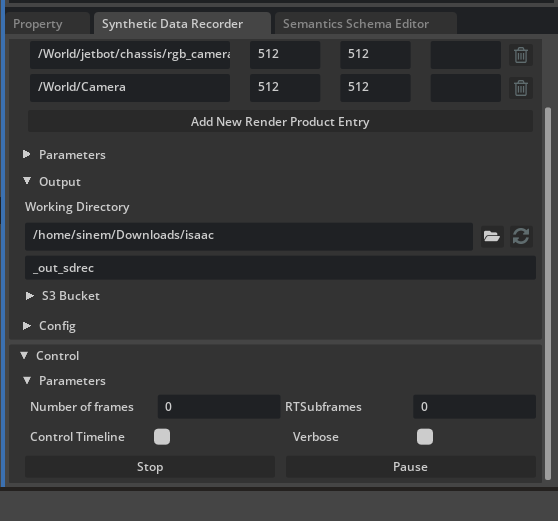 Property Synthetic Data Recorder Semantics Schema Editor
/World/jetbot/chassis/rgb_camera 512 512
/World/Camera 512 512
Add New Render Product Entry
Parameters
Output
Working Directory
/home/sinem/Downloads/isaac
_out_sdrec
S3 Bucket
Config
Control
Parameters
Number of frames 0 RTSubframes 0
Control Timeline Verbose
Stop Pause